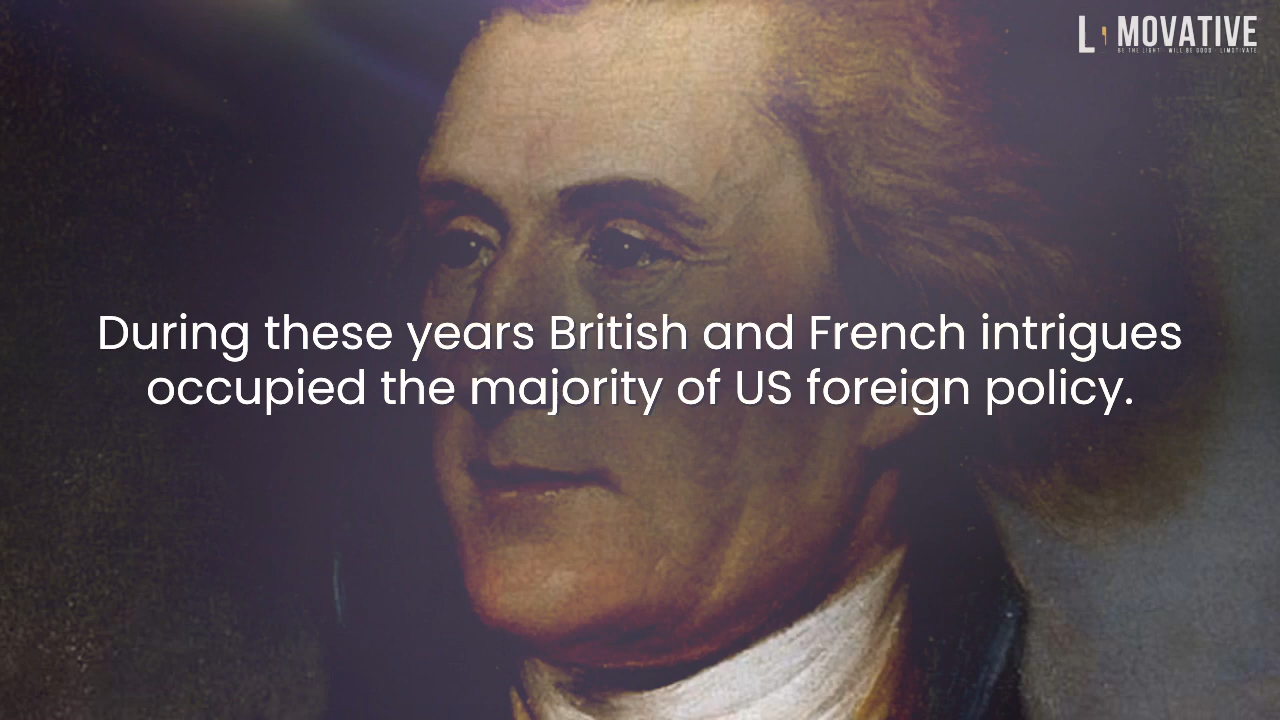 L MOVATIVE
During these years British and French intrigues
occupied the majority of US foreign policy.